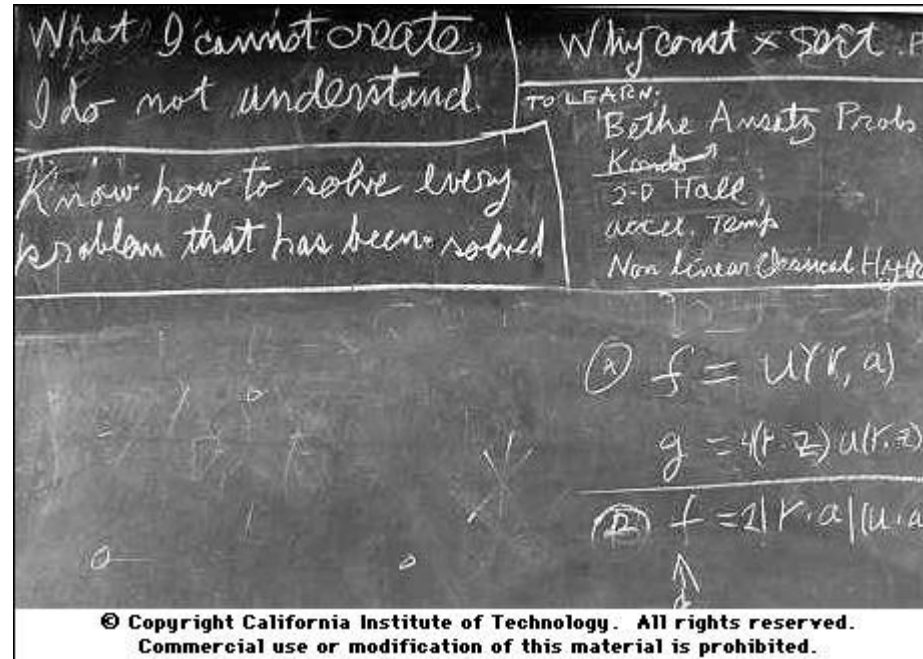 What I cannot create,
I do not understand.
Know how to solve every
problem that has been solved
Why const × sort .
TO LEARN:
Bethe Ansatz Probs
Kondo
2-D Hall
accel. Temp
Non linear Classical Hydro
Ⓐ f = u(r, a)
g = 4(r·z) u(r·z)
f = 2|r·a|(u·a
© Copyright California Institute of Technology. All rights reserved.
Commercial use or modification of this material is prohibited.